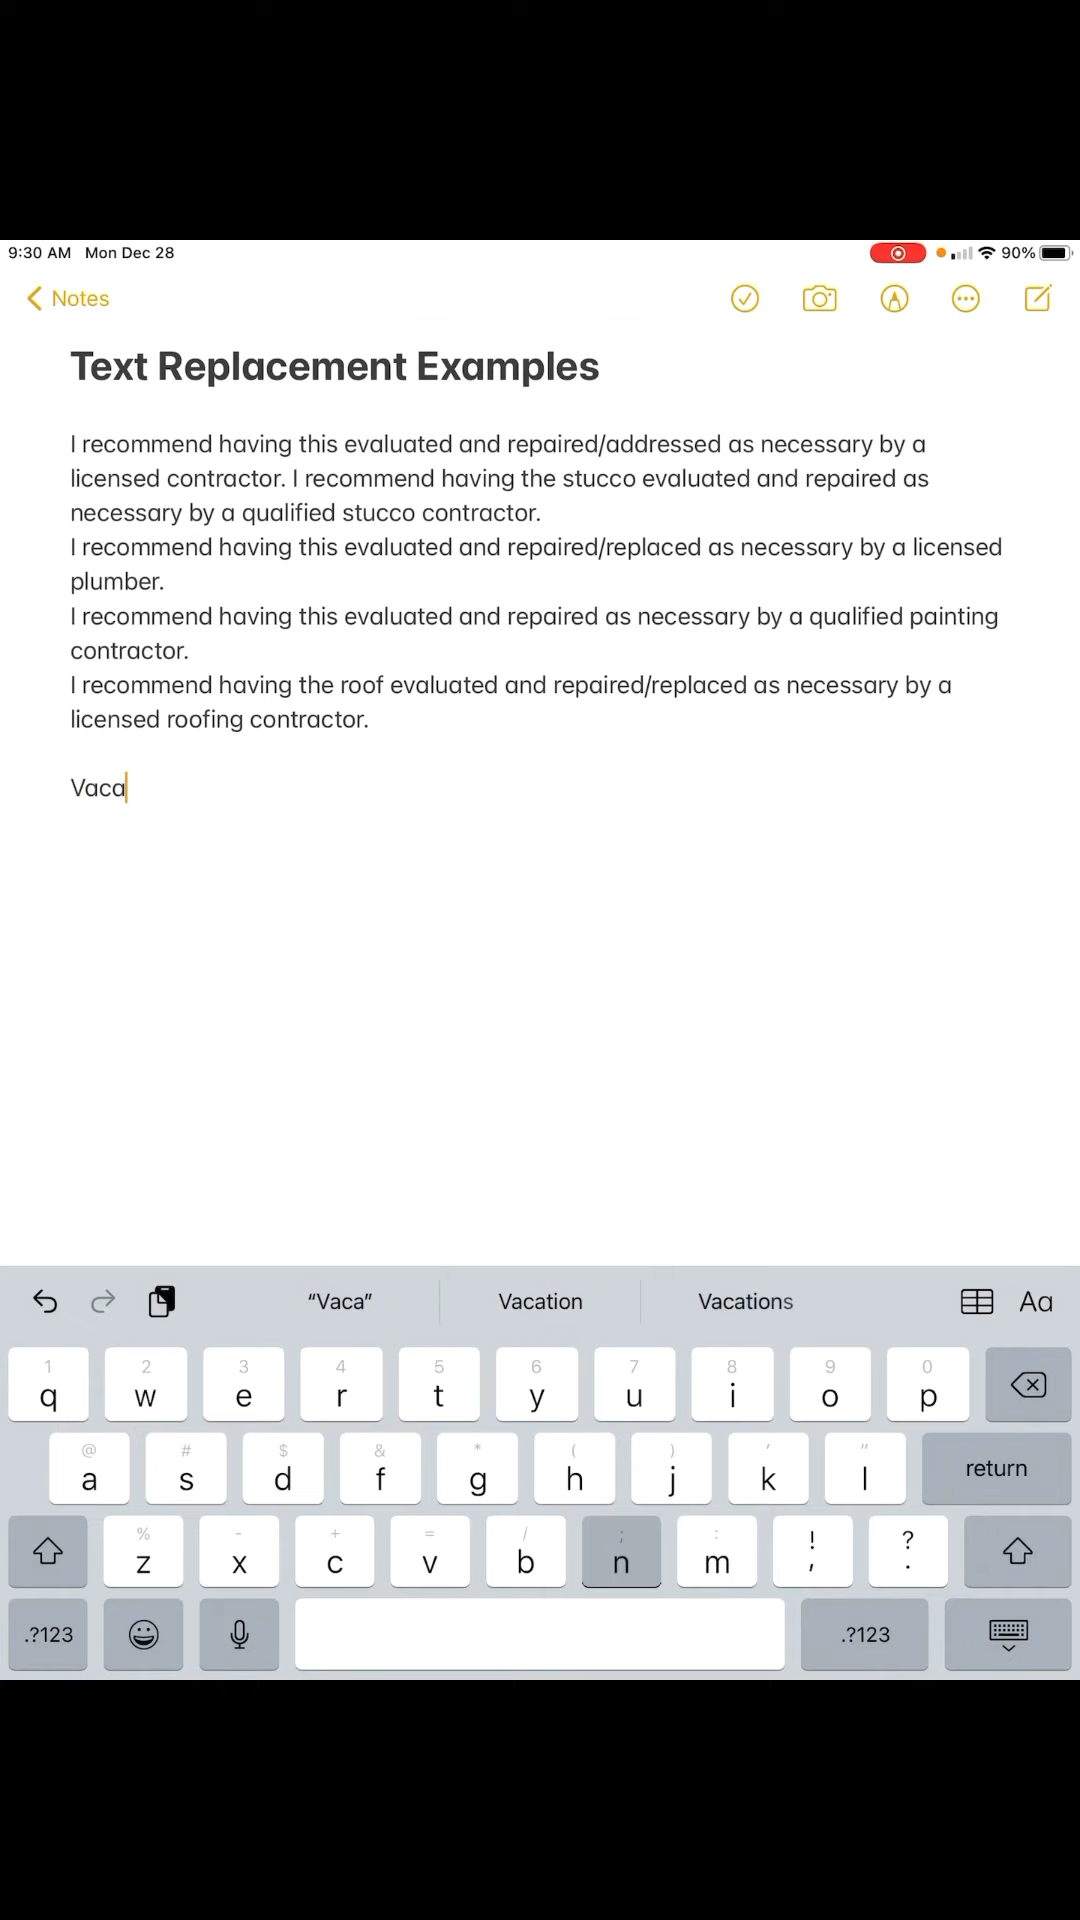 9:30 AM Mon Dec 28 90%
Notes
Text Replacement Examples
I recommend having this evaluated and repaired/addressed as necessary by a
licensed contractor. I recommend having the stucco evaluated and repaired as
necessary by a qualified stucco contractor.
I recommend having this evaluated and repaired/replaced as necessary by a licensed
plumber.
I recommend having this evaluated and repaired as necessary by a qualified painting
contractor.
I recommend having the roof evaluated and repaired/replaced as necessary by a
licensed roofing contractor.
Vaca
“Vaca” Vacation Vacations Aa
1 2 3 4 5 6 7 8 9 0
q w e r t y u i o p
@ # $ & * ( ) ' "
a s d f g h j k l return
% - + = / ; : ! ?
z x c v b n m , .
.?123 .?123